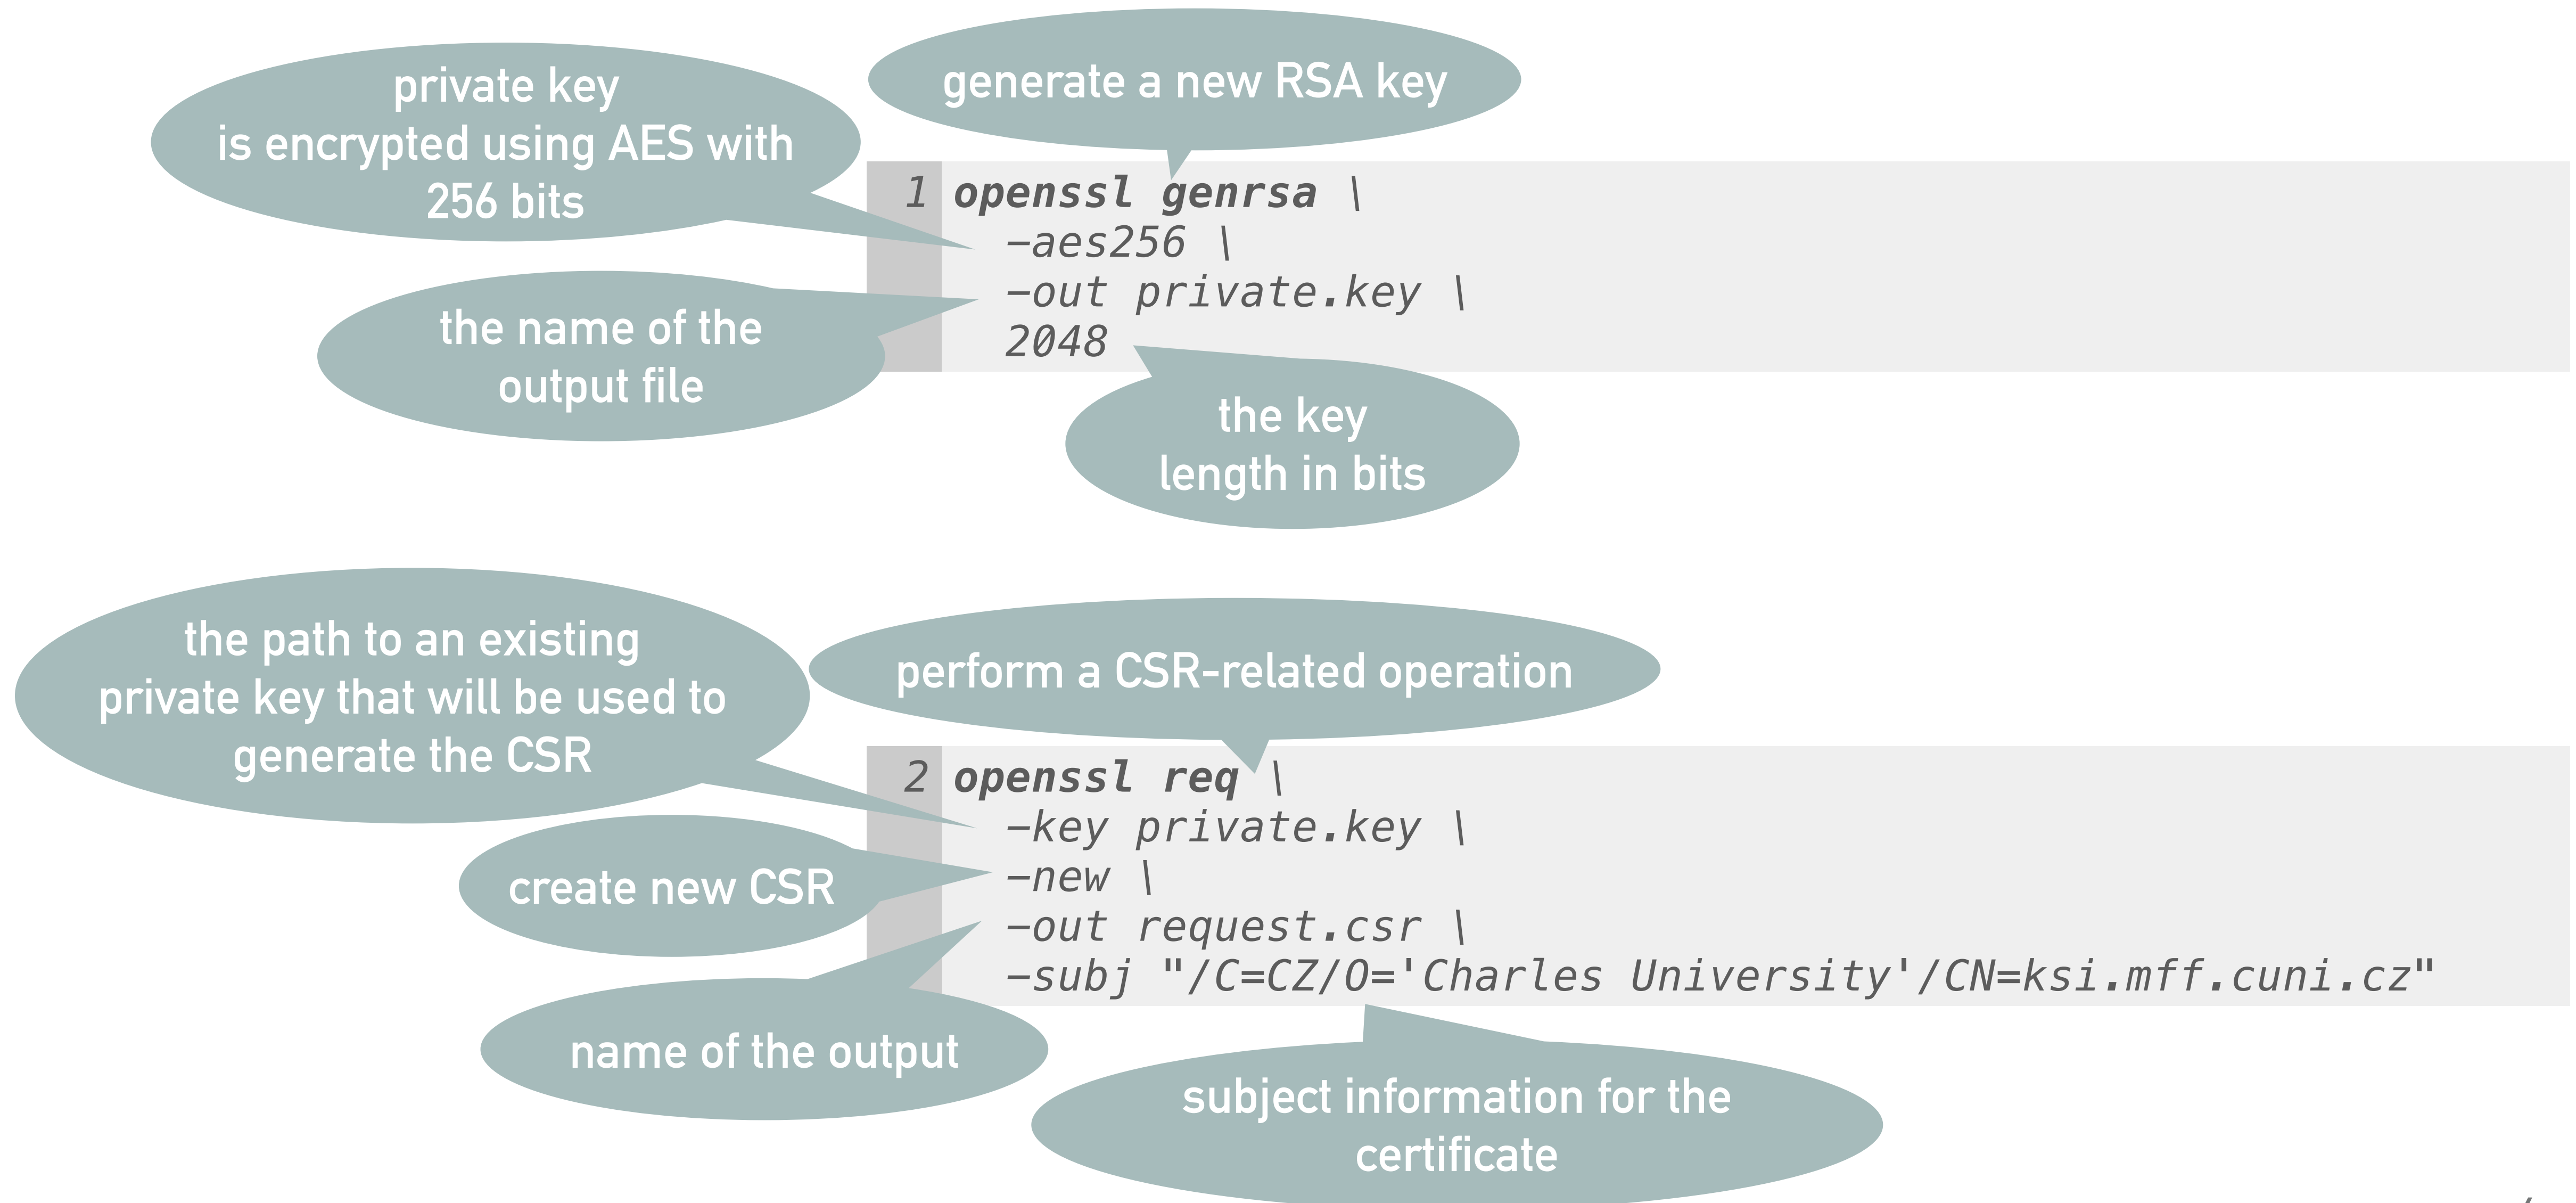 generate a new RSA key
private key
is encrypted using AES with
256 bits
1 openssl genrsa \
-aes256 \
-out private.key \
2048
the name of the
output file
the key
length in bits
the path to an existing
private key that will be used to
generate the CSR
perform a CSR-related operation
2 openssl req \
-key private.key \
-new \
-out request.csr \
-subj "/C=CZ/O='Charles University'/CN=ksi.mff.cuni.cz"
create new CSR
name of the output
subject information for the
certificate